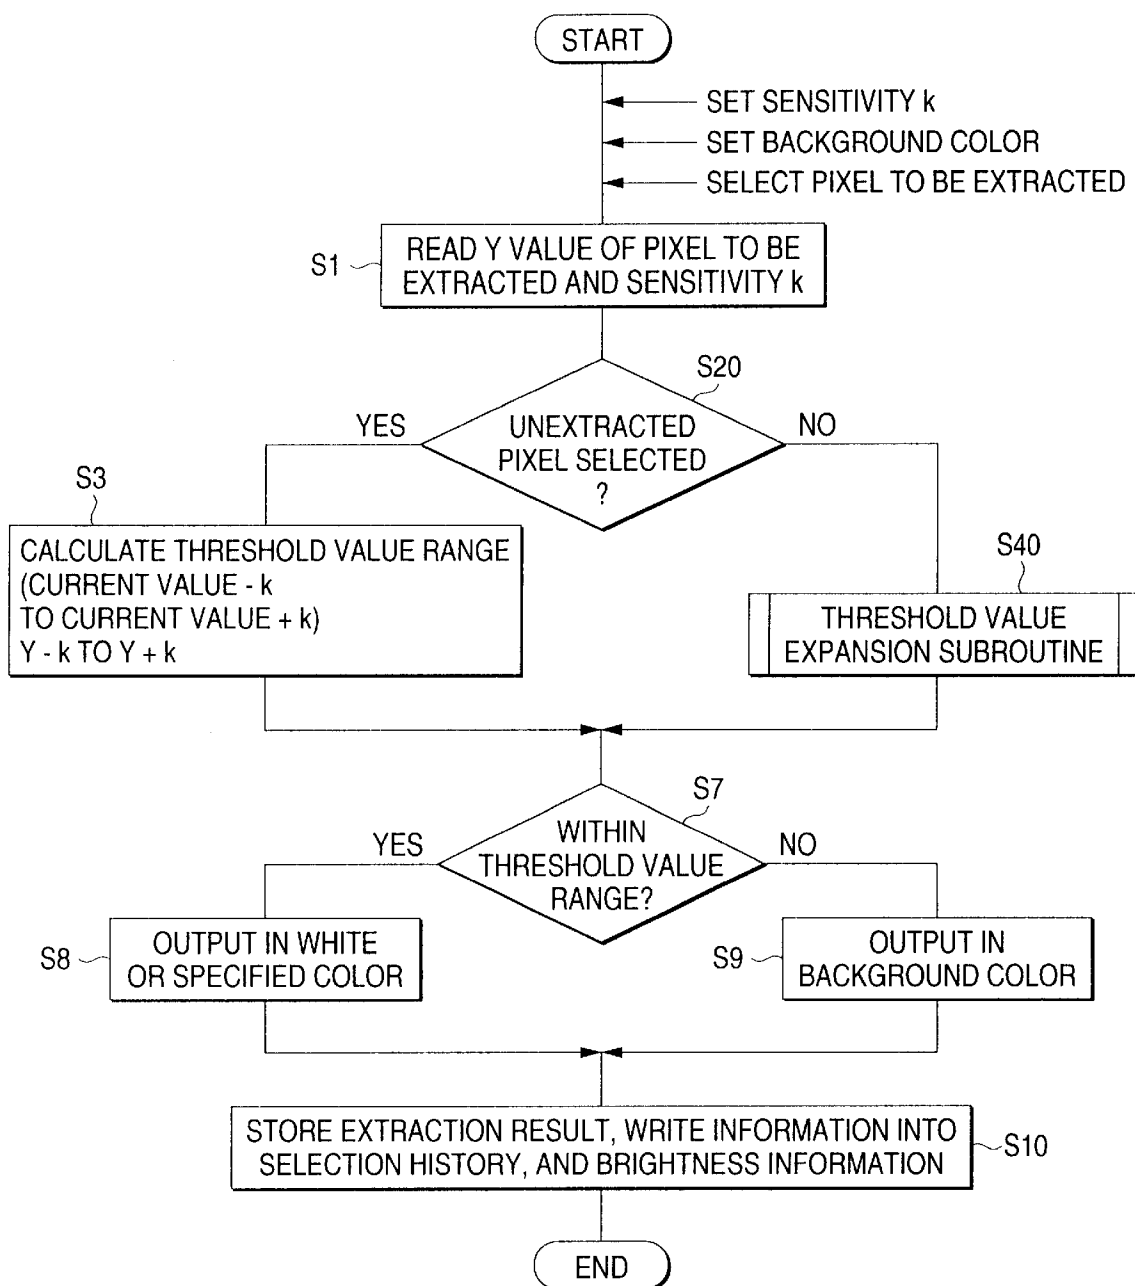 START
SET SENSITIVITY k
SET BACKGROUND COLOR
SELECT PIXEL TO BE EXTRACTED
S1
READ Y VALUE OF PIXEL TO BE
EXTRACTED AND SENSITIVITY k
S20
YES
UNEXTRACTED
PIXEL SELECTED
?
NO
S3
CALCULATE THRESHOLD VALUE RANGE
(CURRENT VALUE - k
TO CURRENT VALUE + k)
Y - k TO Y + k
S40
THRESHOLD VALUE
EXPANSION SUBROUTINE
S7
YES
WITHIN
THRESHOLD VALUE
RANGE?
NO
S8
OUTPUT IN WHITE
OR SPECIFIED COLOR
S9
OUTPUT IN
BACKGROUND COLOR
STORE EXTRACTION RESULT, WRITE INFORMATION INTO
SELECTION HISTORY, AND BRIGHTNESS INFORMATION
S10
END